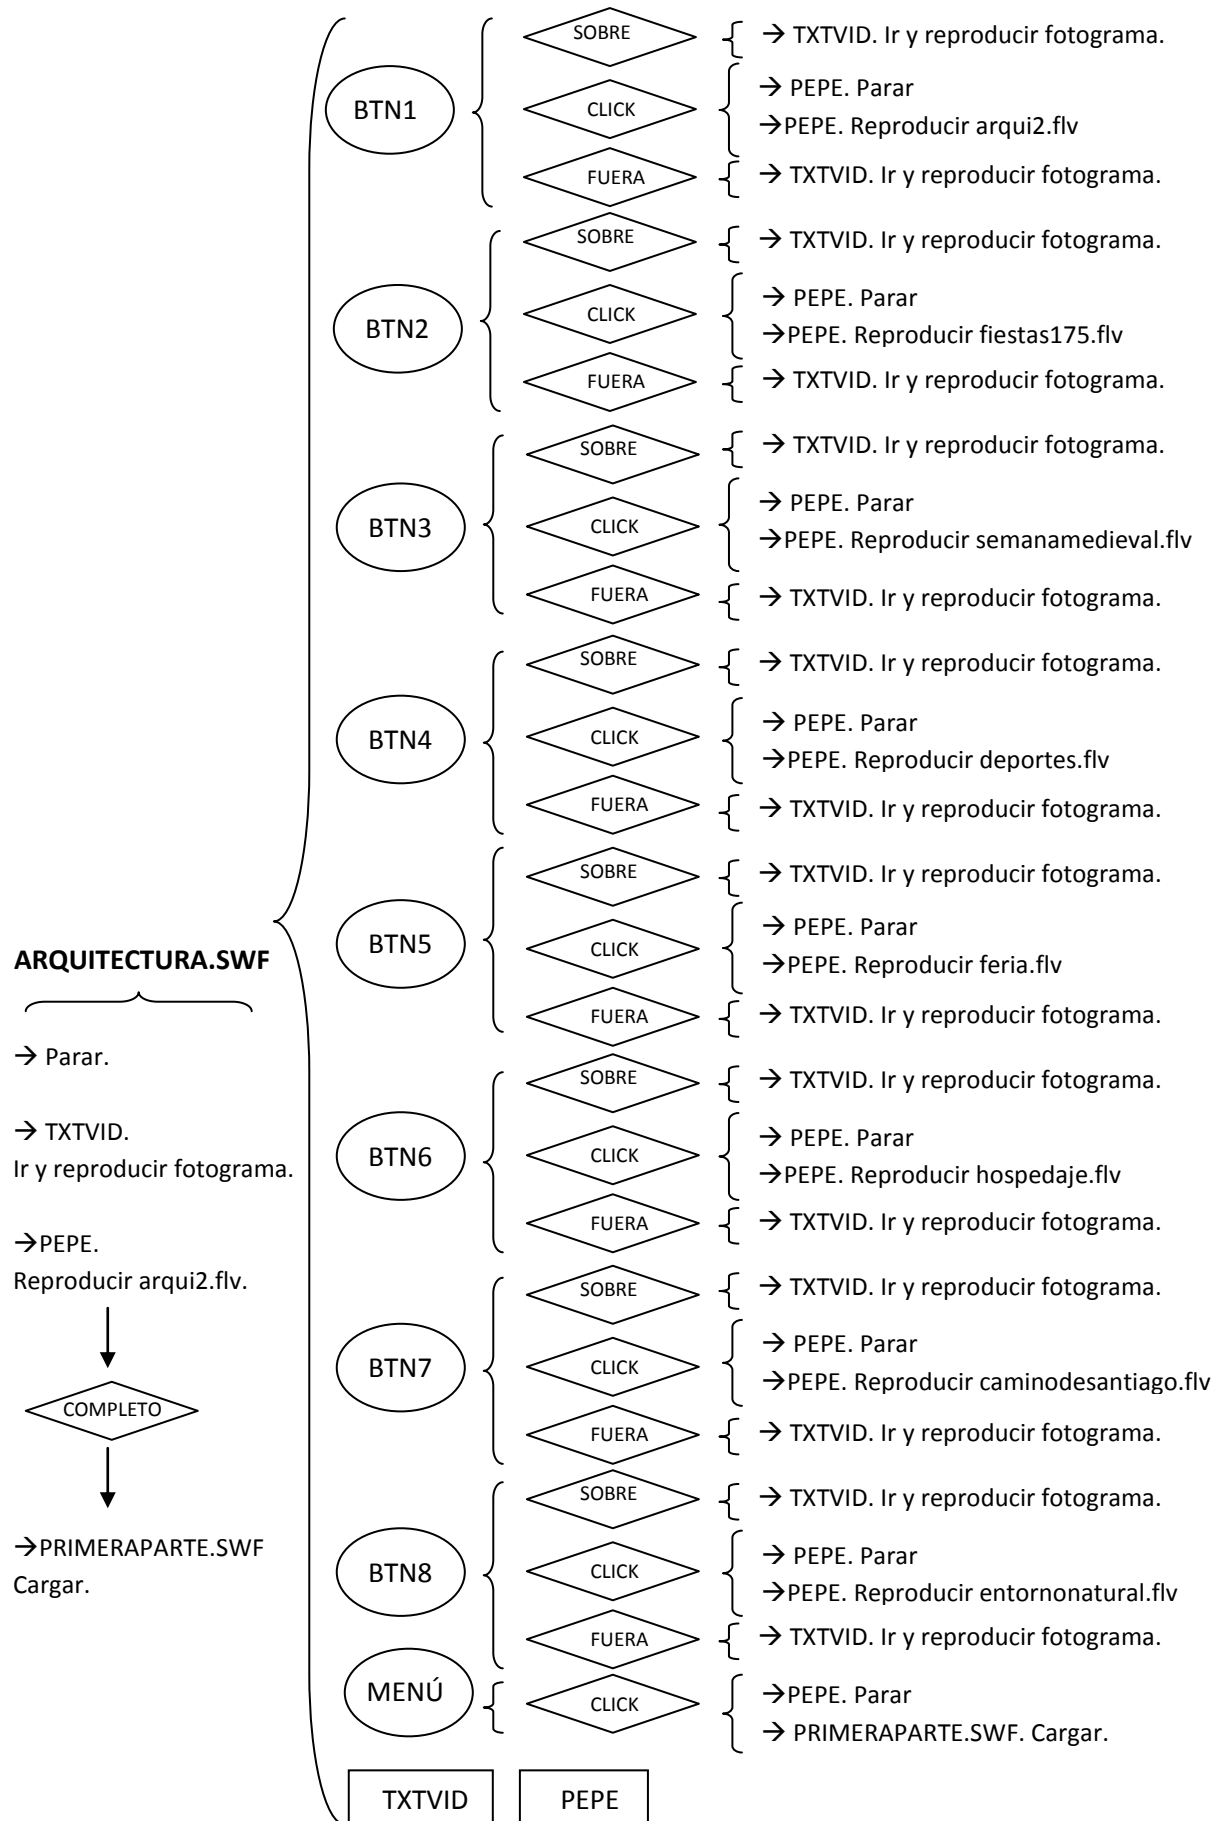 SOBRE
→ TXTVID. Ir y reproducir fotograma.
BTN1
CLICK
→ PEPE. Parar
→PEPE. Reproducir arqui2.flv
FUERA
→ TXTVID. Ir y reproducir fotograma.
SOBRE
→ TXTVID. Ir y reproducir fotograma.
BTN2
CLICK
→ PEPE. Parar
→PEPE. Reproducir fiestas175.flv
FUERA
→ TXTVID. Ir y reproducir fotograma.
SOBRE
→ TXTVID. Ir y reproducir fotograma.
BTN3
CLICK
→ PEPE. Parar
→PEPE. Reproducir semanamedieval.flv
FUERA
→ TXTVID. Ir y reproducir fotograma.
SOBRE
→ TXTVID. Ir y reproducir fotograma.
BTN4
CLICK
→ PEPE. Parar
→PEPE. Reproducir deportes.flv
FUERA
→ TXTVID. Ir y reproducir fotograma.
SOBRE
→ TXTVID. Ir y reproducir fotograma.
BTN5
CLICK
→ PEPE. Parar
→PEPE. Reproducir feria.flv
FUERA
→ TXTVID. Ir y reproducir fotograma.
ARQUITECTURA.SWF
→ Parar.
→ TXTVID.
Ir y reproducir fotograma.
→PEPE.
Reproducir arqui2.flv.
COMPLETO
→PRIMERAPARTE.SWF
Cargar.
SOBRE
→ TXTVID. Ir y reproducir fotograma.
BTN6
CLICK
→ PEPE. Parar
→PEPE. Reproducir hospedaje.flv
FUERA
→ TXTVID. Ir y reproducir fotograma.
SOBRE
→ TXTVID. Ir y reproducir fotograma.
BTN7
CLICK
→ PEPE. Parar
→PEPE. Reproducir caminodesantiago.flv
FUERA
→ TXTVID. Ir y reproducir fotograma.
SOBRE
→ TXTVID. Ir y reproducir fotograma.
BTN8
CLICK
→ PEPE. Parar
→PEPE. Reproducir entornonatural.flv
FUERA
→ TXTVID. Ir y reproducir fotograma.
MENÚ
CLICK
→PEPE. Parar
→ PRIMERAPARTE.SWF. Cargar.
TXTVID
PEPE